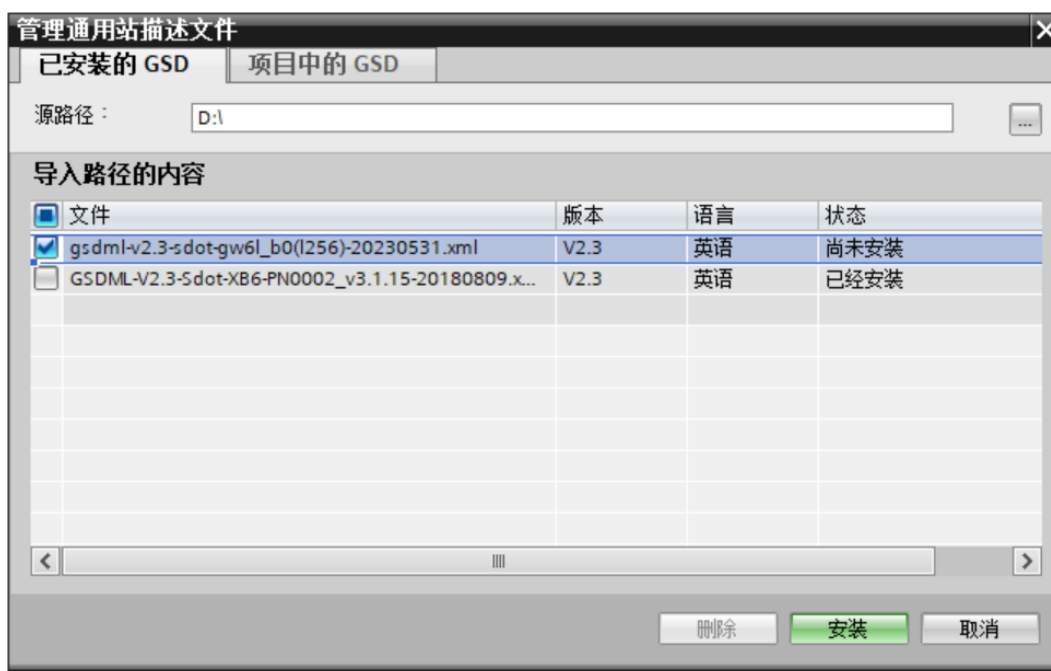 管理通用站描述文件
已安装的 GSD 项目中的 GSD
源路径： D:\ ...
导入路径的内容
文件 版本 语言 状态
gsdml-v2.3-sdot-gw6l_b0(l256)-20230531.xml V2.3 英语 尚未安装
GSDML-V2.3-Sdot-XB6-PN0002_v3.1.15-20180809.x... V2.3 英语 已经安装
删除 安装 取消